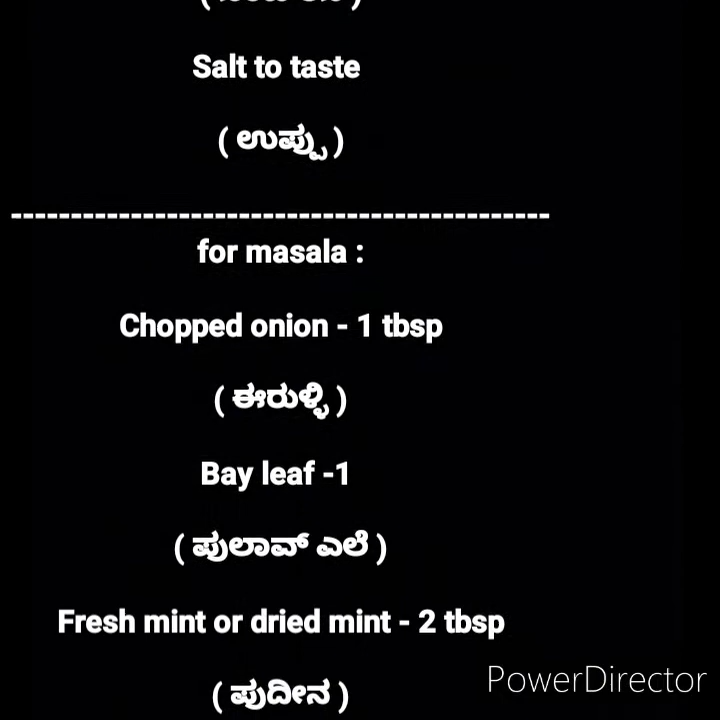 Salt to taste
( ಉಪ್ಪು )
--------------------------------------------
for masala :
Chopped onion - 1 tbsp
( ಈರುಳ್ಳಿ )
Bay leaf -1
( ಪುಲಾವ್ ಎಲೆ )
Fresh mint or dried mint - 2 tbsp
( ಪುದೀನ )
PowerDirector